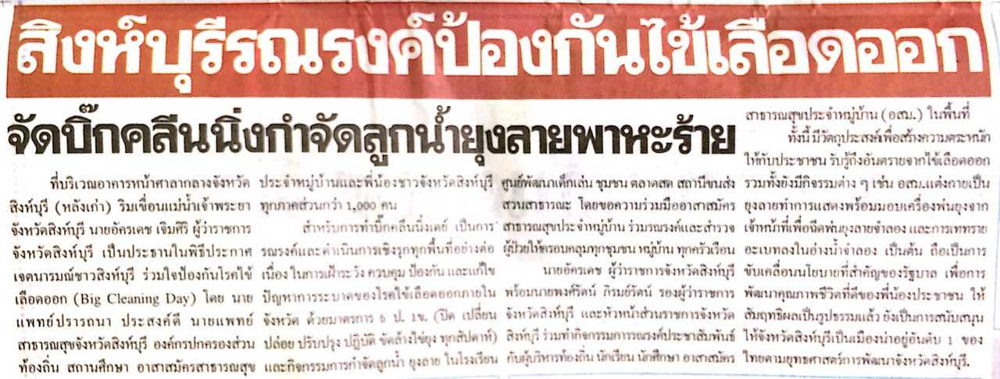 สิงห์บุรีรณรงค์ป้องกันไข้เลือดออก
จัดบิ๊กคลีนนิ่งกำจัดลูกน้ำยุงลายพาหะร้าย
ที่บริเวณอาคารหน้าศาลากลางจังหวัด
สิงห์บุรี (หลังเก่า) ริมเขื่อนแม่น้ำเจ้าพระยา
จังหวัดสิงห์บุรี นายอัครเดช เจิมศิริ ผู้ว่าราชการ
จังหวัดสิงห์บุรี เป็นประธานในพิธีประกาศ
เจตนารมณ์ชาวสิงห์บุรี ร่วมใจป้องกันโรคไข้
เลือดออก (Big Cleaning Day) โดย นาย
แพทย์ปรารถนา ประสงค์ดี นายแพทย์
สาธารณสุขจังหวัดสิงห์บุรี องค์กรปกครองส่วน
ท้องถิ่น สถานศึกษา อาสาสมัครสาธารณสุข
ประจำหมู่บ้านและพี่น้องชาวจังหวัดสิงห์บุรี
ทุกภาคส่วนกว่า 1,000 คน
สำหรับการทำบิ๊กคลีนนิ่งเดย์ เป็นการ
รณรงค์และดำเนินการเชิงรุกทุกพื้นที่อย่างต่อ
เนื่อง ในการเฝ้าระวัง ควบคุม ป้องกัน และแก้ไข
ปัญหาการระบาดของโรคไข้เลือดออกภายใน
จังหวัด ด้วยมาตรการ 5 ป. 1ข. (ปิด เปลี่ยน
ปล่อย ปรับปรุง ปฏิบัติ ขัดล้างไข่ยุง ทุกสัปดาห์)
และกิจกรรมการกำจัดลูกน้ำ ยุงลาย ในโรงเรียน
ศูนย์พัฒนาเด็กเล่น ชุมชน ตลาดสด สถานีขนส่ง
สวนสาธารณะ โดยขอความร่วมมืออาสาสมัคร
สาธารณสุขประจำหมู่บ้าน ร่วมรณรงค์และสำรวจ
ผู้ป่วยให้ครอบคลุมทุกชุมชน หมู่บ้าน ทุกครัวเรือน
นายอัครเดช ผู้ว่าราชการจังหวัดสิงห์บุรี
พร้อมนายพงศ์รัตน์ ภิรมย์รัตน์ รองผู้ว่าราชการ
จังหวัดสิงห์บุรี และหัวหน้าส่วนราชการจังหวัด
สิงห์บุรี ร่วมทำกิจกรรมการณรงค์ประชาสัมพันธ์
กับผู้บริหารท้องถิ่น นักเรียน นักศึกษา อาสาสมัคร
สาธารณสุขประจำหมู่บ้าน (อสม.) ในพื้นที่
ทั้งนี้ มีวัตถุประสงค์เพื่อสร้างความตระหนัก
ให้กับประชาชน รับรู้ถึงอันตรายจากไข้เลือดออก
รวมทั้งยังมีกิจกรรมต่าง ๆ เช่น อสม.แต่งกายเป็น
ยุงลายทำการแสดงพร้อมมอบเครื่องพ่นยุงจาก
เจ้าหน้าที่เพื่อฉีดพ่นยุงลายจำลอง และการเททราย
อะเบทลงในอ่างน้ำจำลอง เป็นต้น ถือเป็นการ
ขับเคลื่อนนโยบายที่สำคัญของรัฐบาล เพื่อการ
พัฒนาคุณภาพชีวิตที่ดีของพี่น้องประชาชน ให้
สัมฤทธิผลเป็นรูปธรรมแล้ว ยังเป็นการสนับสนุน
ให้จังหวัดสิงห์บุรีเป็นเมืองน่าอยู่อันดับ 1 ของ
ไทยตามยุทธศาสตร์การพัฒนาจังหวัดสิงห์บุรี.